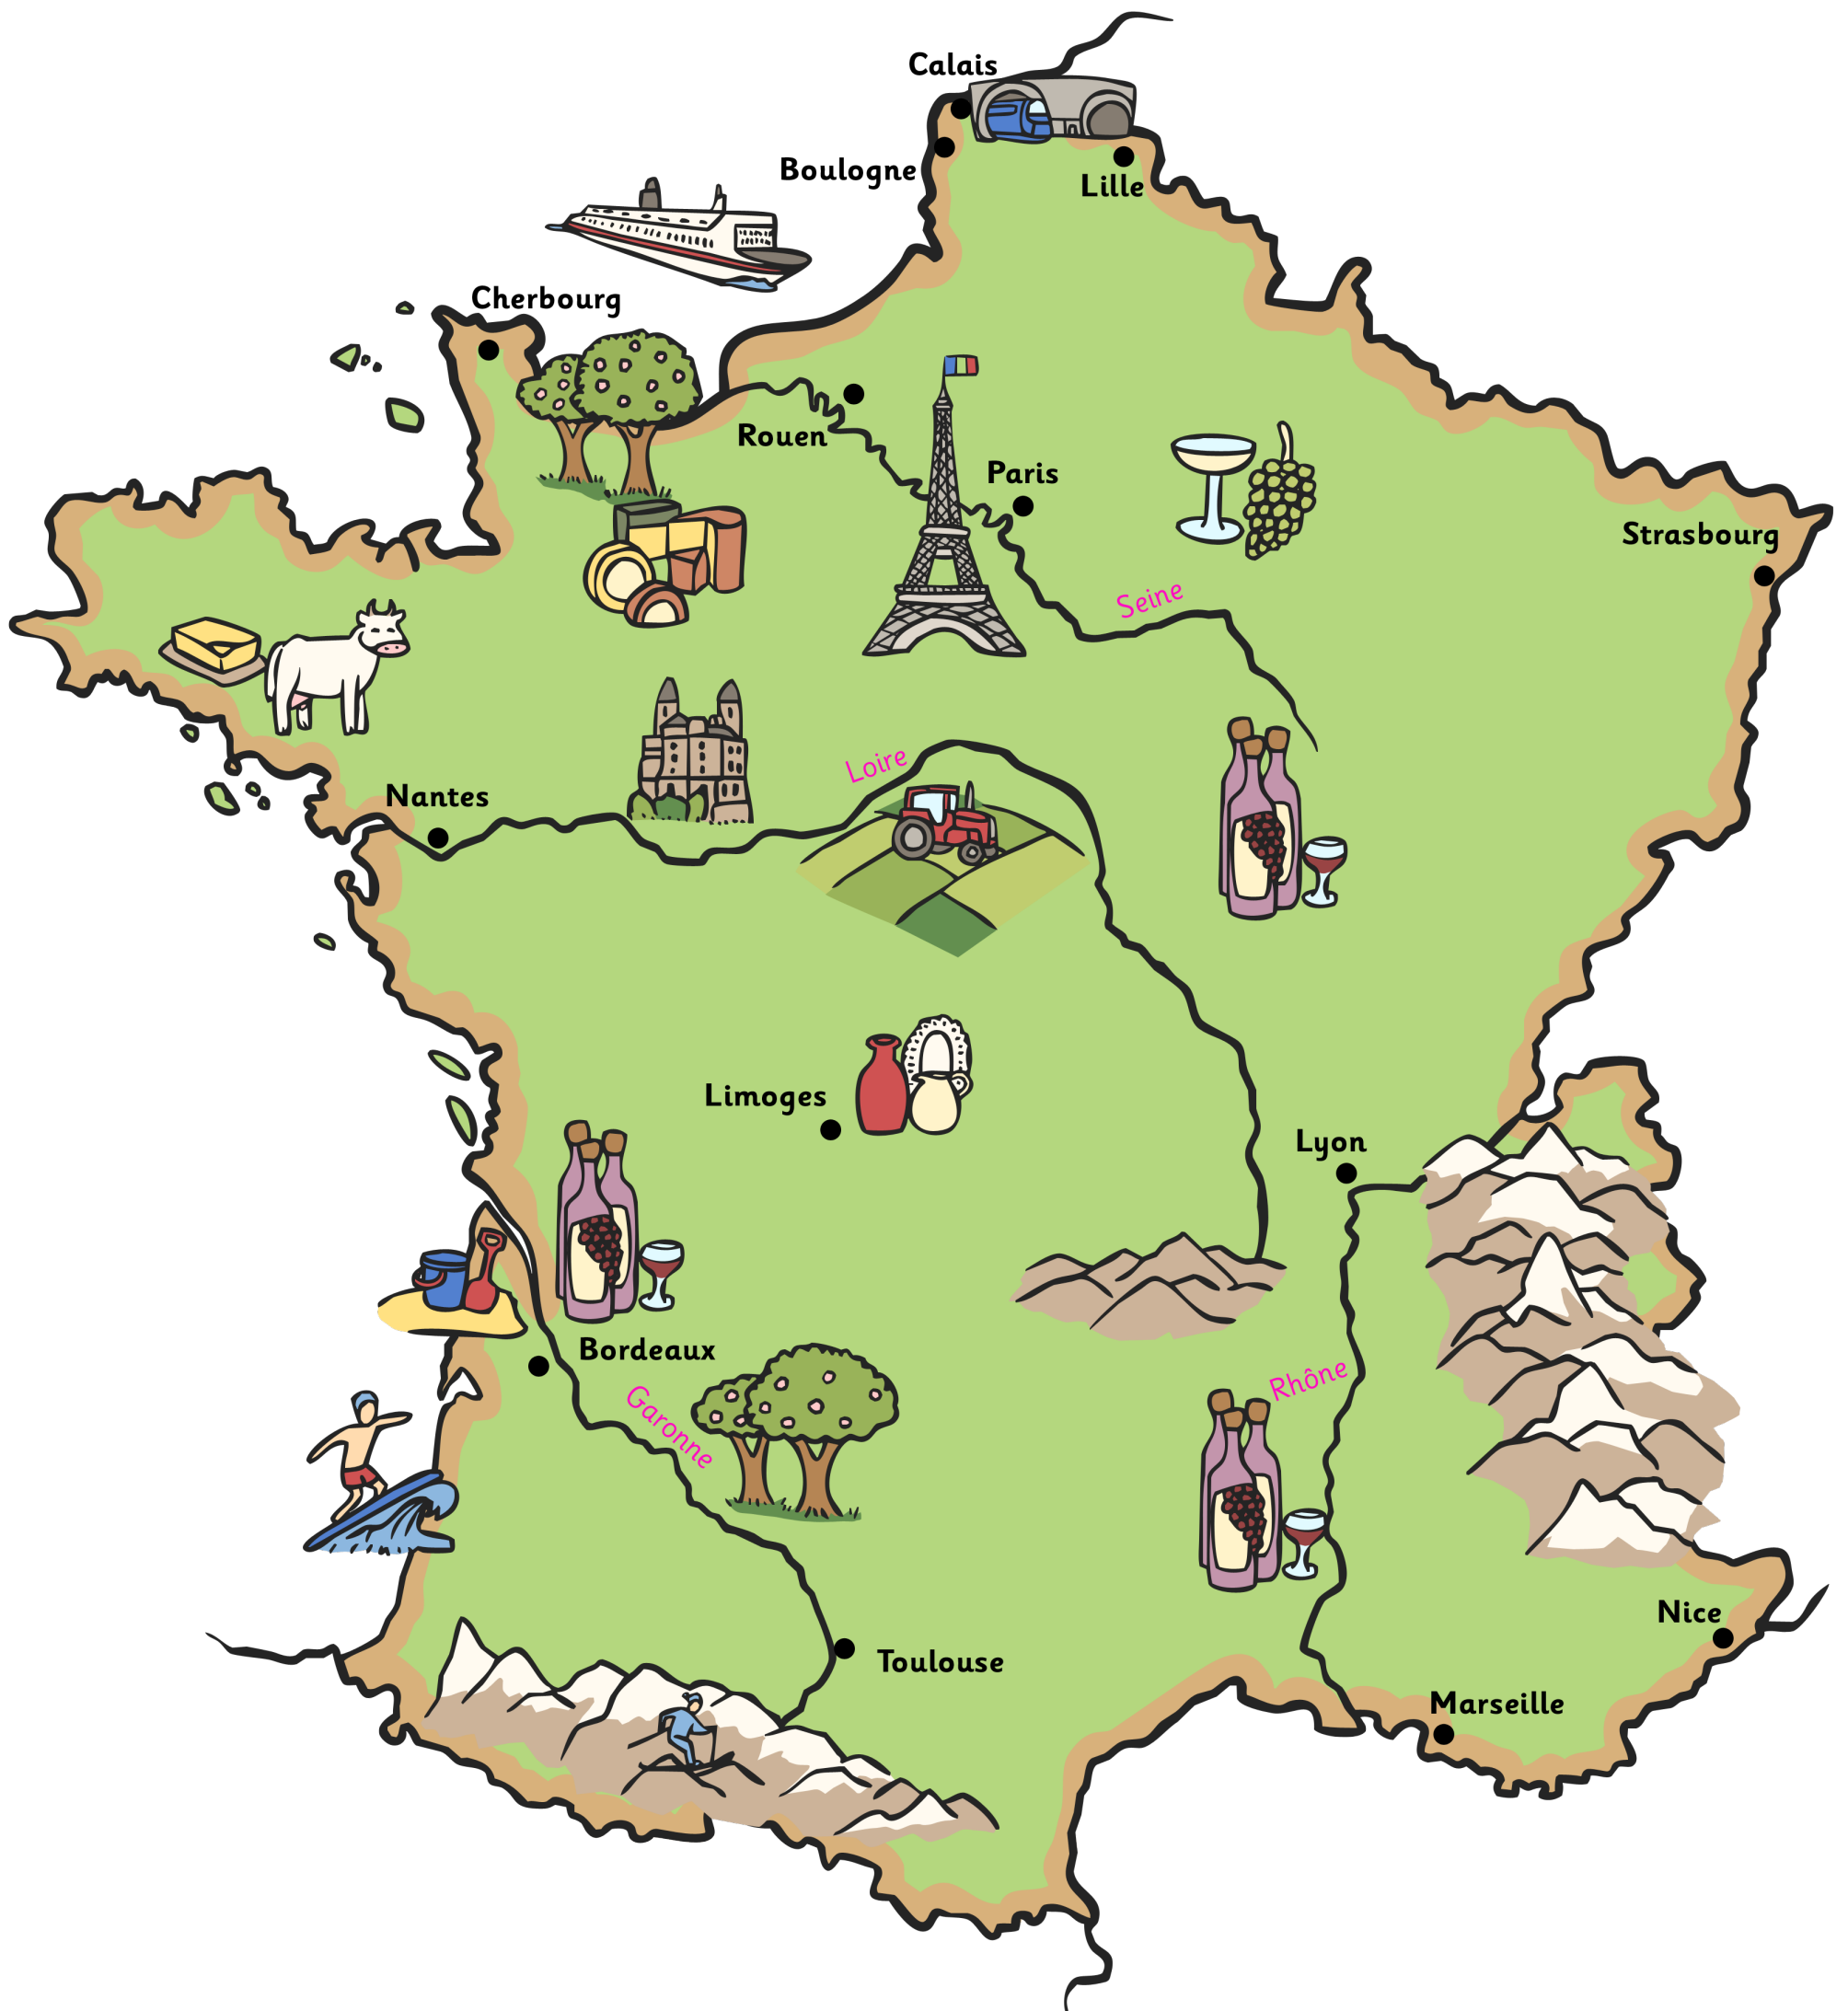 Calais
Boulogne
Lille
Cherbourg
Rouen
Paris
Strasbourg
Seine
Nantes
Loire
Limoges
Lyon
Bordeaux
Garonne
Rhône
Nice
Toulouse
Marseille